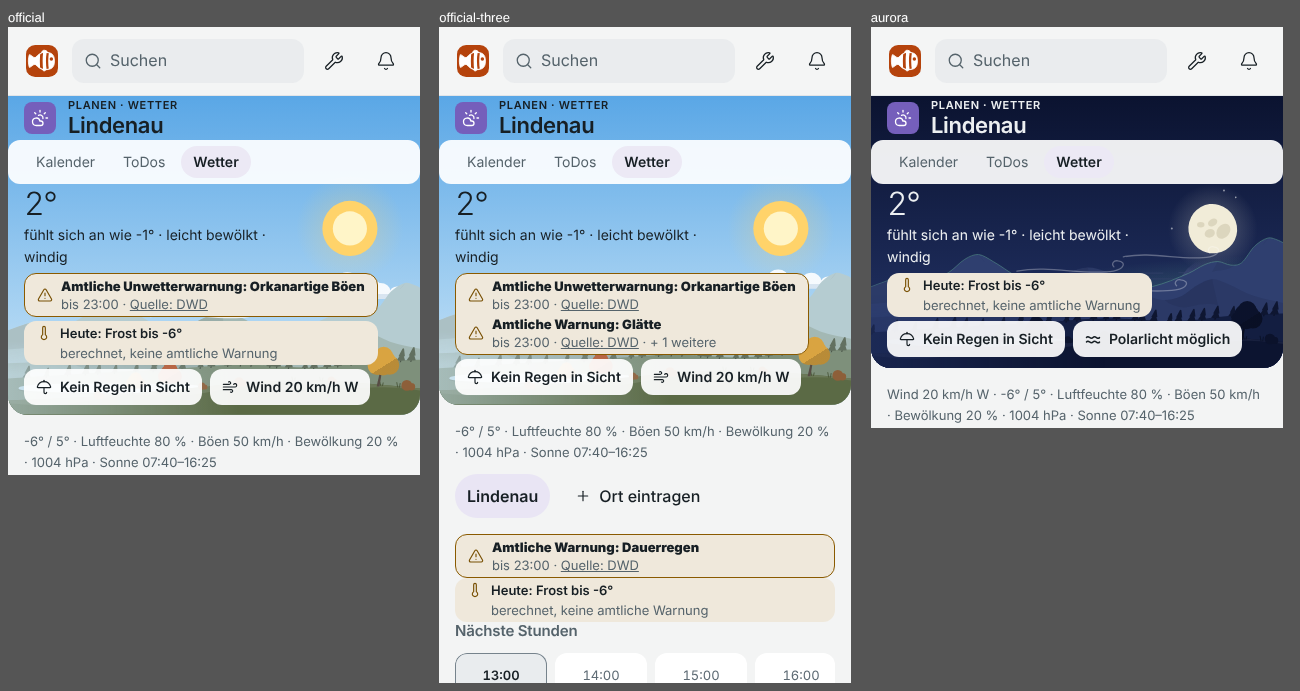 official
Suchen
PLANEN · WETTER
Lindenau
Kalender ToDos Wetter
2°
fühlt sich an wie -1° · leicht bewölkt ·
windig
Amtliche Unwetterwarnung: Orkanartige Böen
bis 23:00 · Quelle: DWD
Heute: Frost bis -6°
berechnet, keine amtliche Warnung
Kein Regen in Sicht Wind 20 km/h W
-6° / 5° · Luftfeuchte 80 % · Böen 50 km/h · Bewölkung 20 %
· 1004 hPa · Sonne 07:40–16:25
official-three
Suchen
PLANEN · WETTER
Lindenau
Kalender ToDos Wetter
2°
fühlt sich an wie -1° · leicht bewölkt ·
windig
Amtliche Unwetterwarnung: Orkanartige Böen
bis 23:00 · Quelle: DWD
Amtliche Warnung: Glätte
bis 23:00 · Quelle: DWD · + 1 weitere
Kein Regen in Sicht Wind 20 km/h W
-6° / 5° · Luftfeuchte 80 % · Böen 50 km/h · Bewölkung 20 %
· 1004 hPa · Sonne 07:40–16:25
Lindenau + Ort eintragen
Amtliche Warnung: Dauerregen
bis 23:00 · Quelle: DWD
Heute: Frost bis -6°
berechnet, keine amtliche Warnung
Nächste Stunden
13:00 14:00 15:00 16:00
aurora
Suchen
PLANEN · WETTER
Lindenau
Kalender ToDos Wetter
2°
fühlt sich an wie -1° · leicht bewölkt ·
windig
Heute: Frost bis -6°
berechnet, keine amtliche Warnung
Kein Regen in Sicht Polarlicht möglich
Wind 20 km/h W · -6° / 5° · Luftfeuchte 80 % · Böen 50 km/h
· Bewölkung 20 % · 1004 hPa · Sonne 07:40–16:25